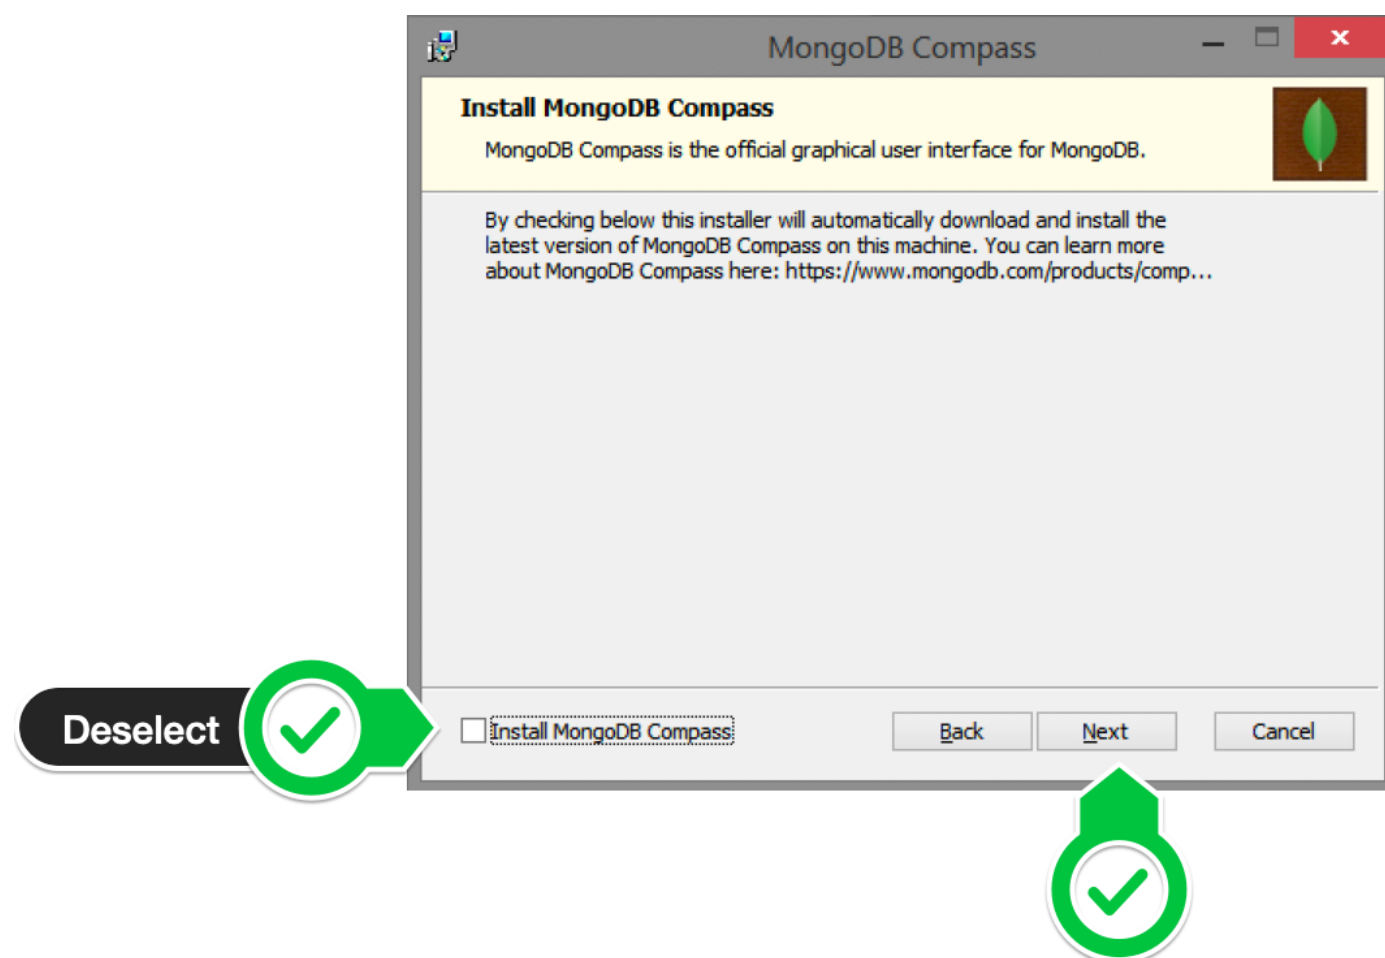 MongoDB Compass
Install MongoDB Compass
MongoDB Compass is the official graphical user interface for MongoDB.
By checking below this installer will automatically download and install the
latest version of MongoDB Compass on this machine. You can learn more
about MongoDB Compass here: https://www.mongodb.com/products/comp...
Deselect
Install MongoDB Compass
Back
Next
Cancel